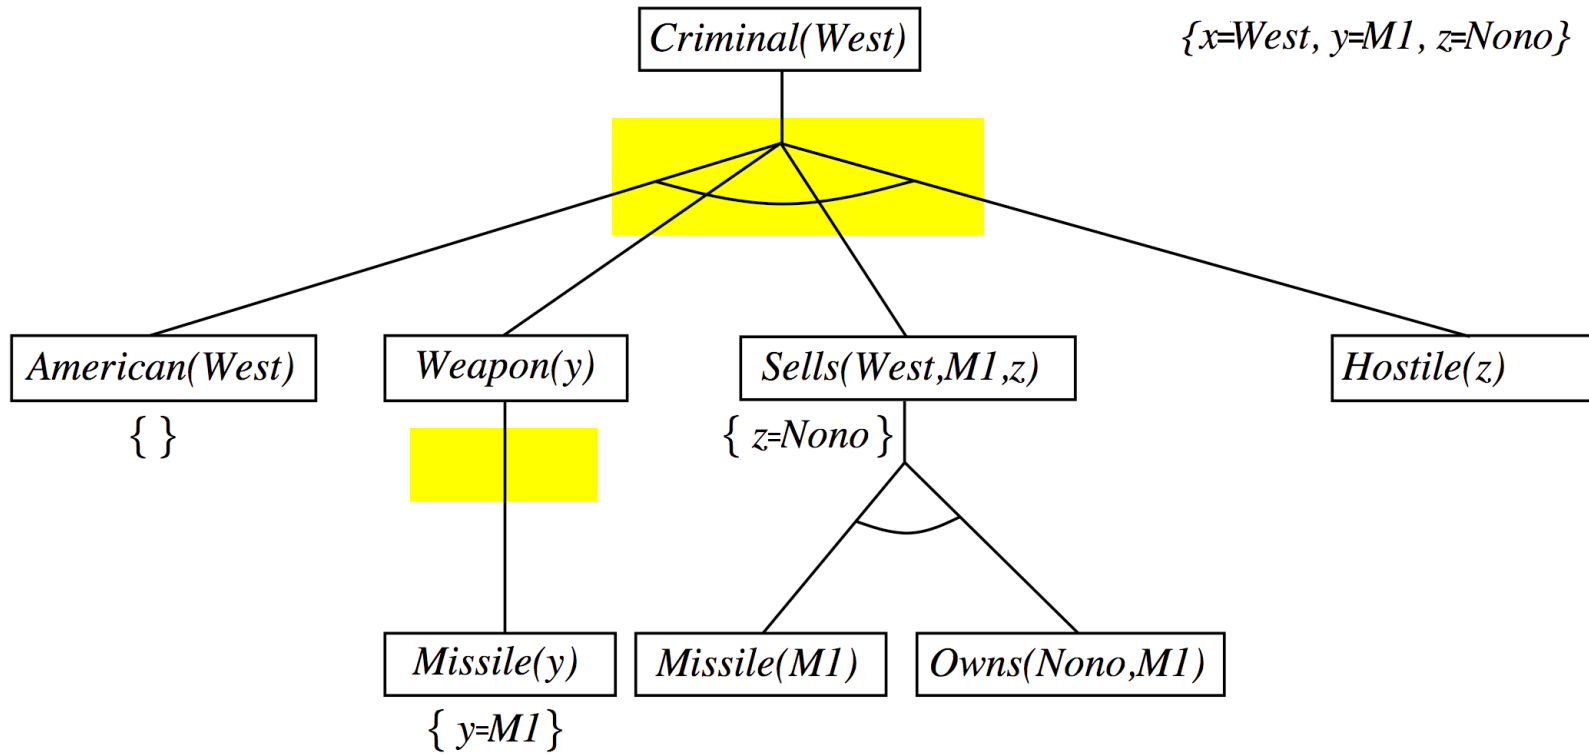 Criminal(West)
{x=West, y=M1, z=Nono}
American(West)
Weapon(y)
Sells(West,M1,z)
Hostile(z)
{ }
{ z=Nono }
Missile(y)
Missile(M1)
Owns(Nono,M1)
{ y=M1 }